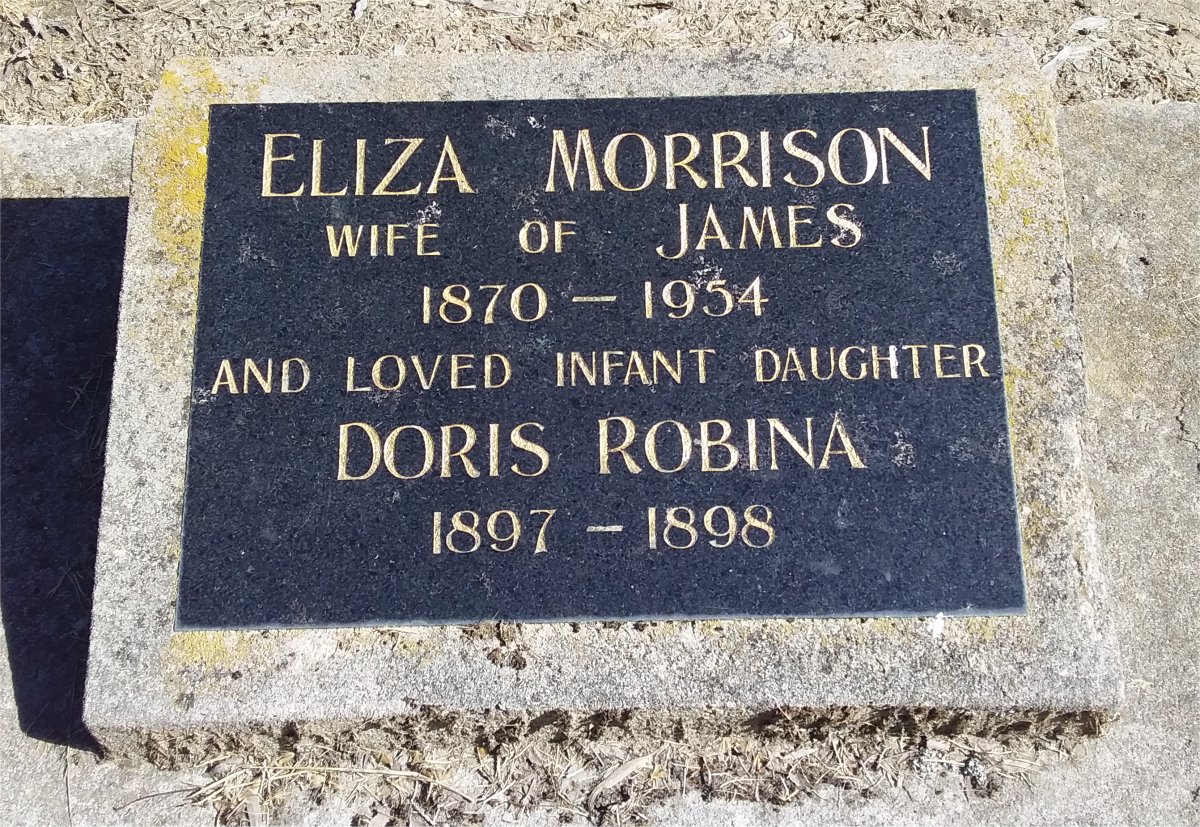 ELIZA MORRISON
WIFE OF JAMES
1870 — 1954
AND LOVED INFANT DAUGHTER
DORIS ROBINA
1897 — 1898